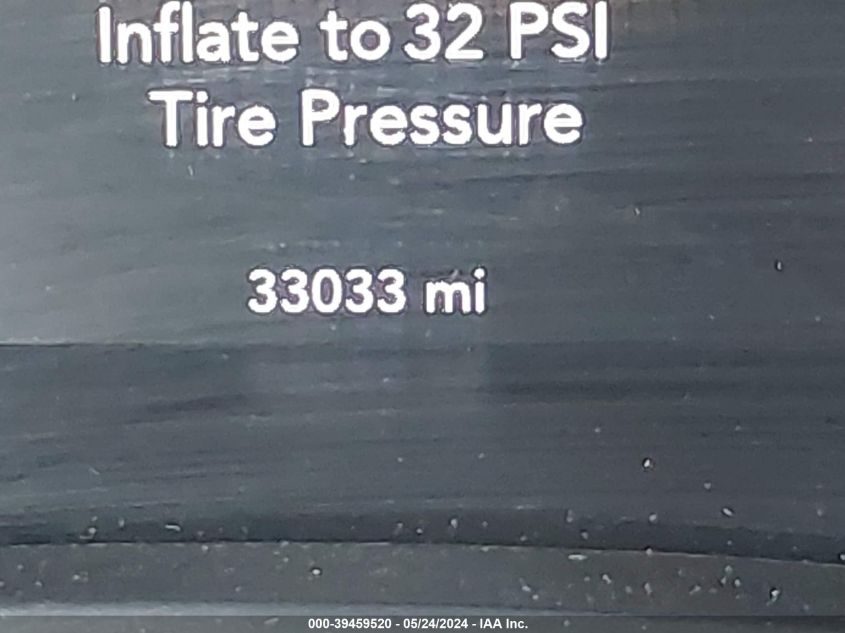 Inflate to 32 PSI
Tire Pressure
33033 mi
000-39459520 - 05/24/2024 - IAA Inc.